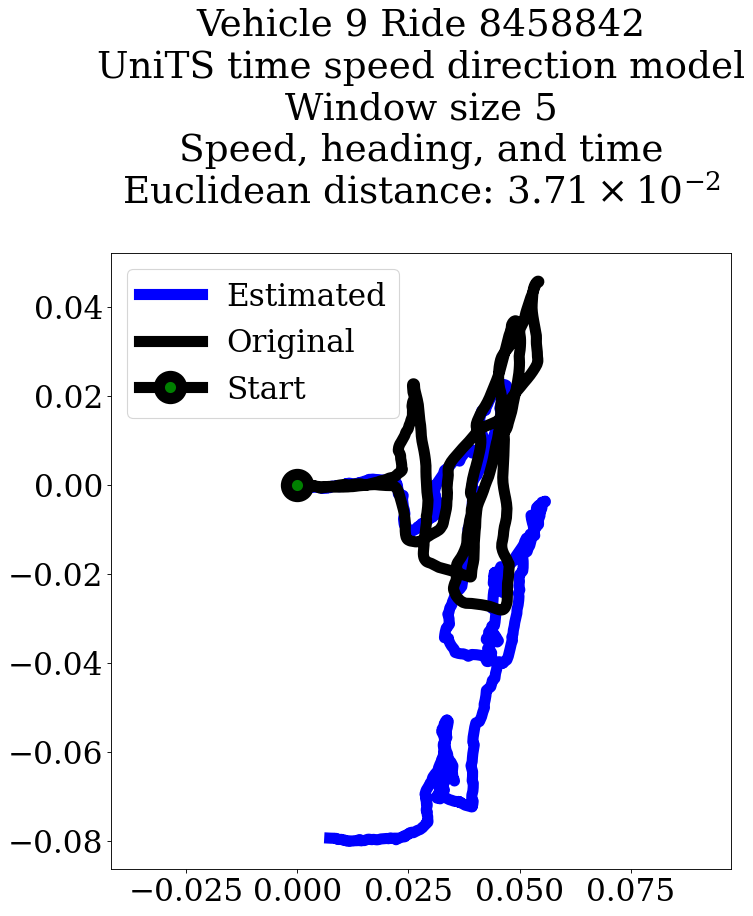 Vehicle 9 Ride 8458842
UniTS time speed direction model
Window size 5
Speed, heading, and time
Euclidean distance: 3.71 × 10⁻²
Estimated
Original
Start
0.04
0.02
0.00
−0.02
−0.04
−0.06
−0.08
−0.025 0.000 0.025 0.050 0.075